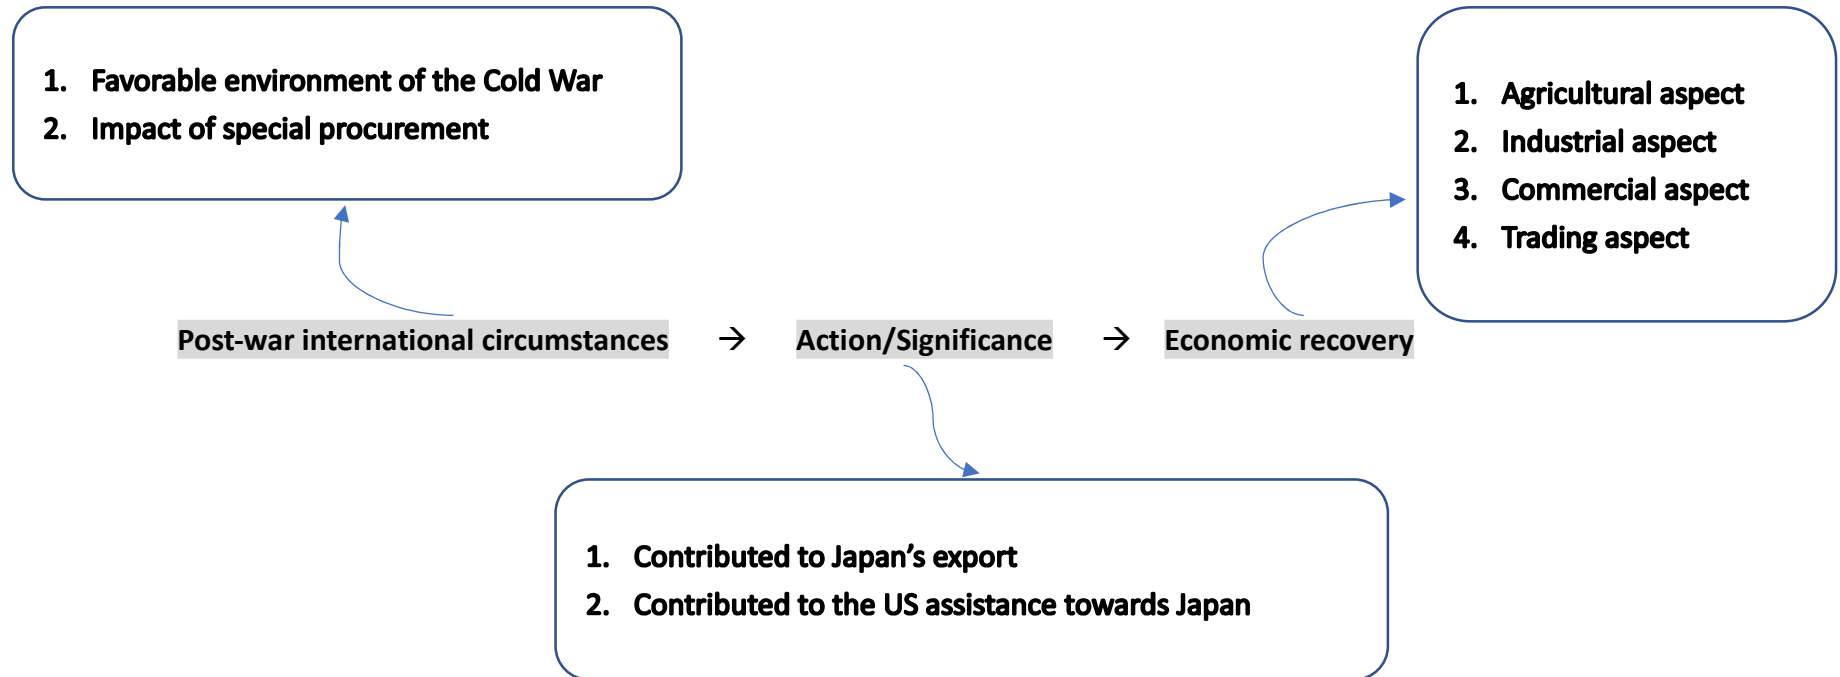 1. Favorable environment of the Cold War
2. Impact of special procurement
1. Agricultural aspect
2. Industrial aspect
3. Commercial aspect
4. Trading aspect
Post-war international circumstances → Action/Significance → Economic recovery
1. Contributed to Japan’s export
2. Contributed to the US assistance towards Japan